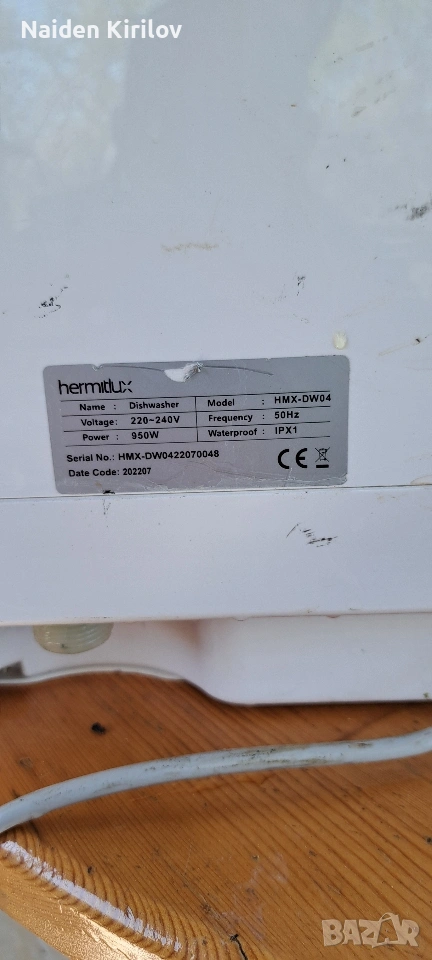 Naiden Kirilov
hermitlux
Name : Dishwasher Model : HMX-DW04
Voltage: 220~240V Frequency : 50Hz
Power : 950W Waterproof : IPX1
Serial No.: HMX-DW0422070048
Date Code: 202207
CE
BAZAR